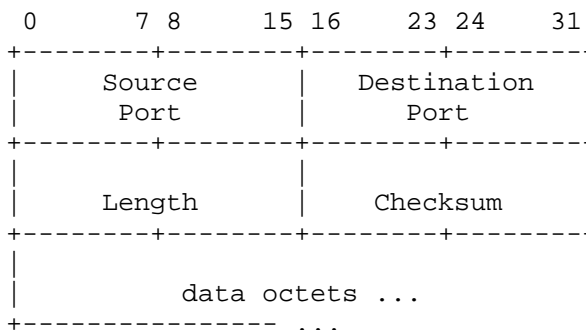 0 7 8 15 16 23 24 31
+--------+--------+--------+--------
| Source | Destination
| Port | Port
+--------+--------+--------+--------
| |
| Length | Checksum
+--------+--------+--------+--------
|
| data octets ...
+---------------- ...